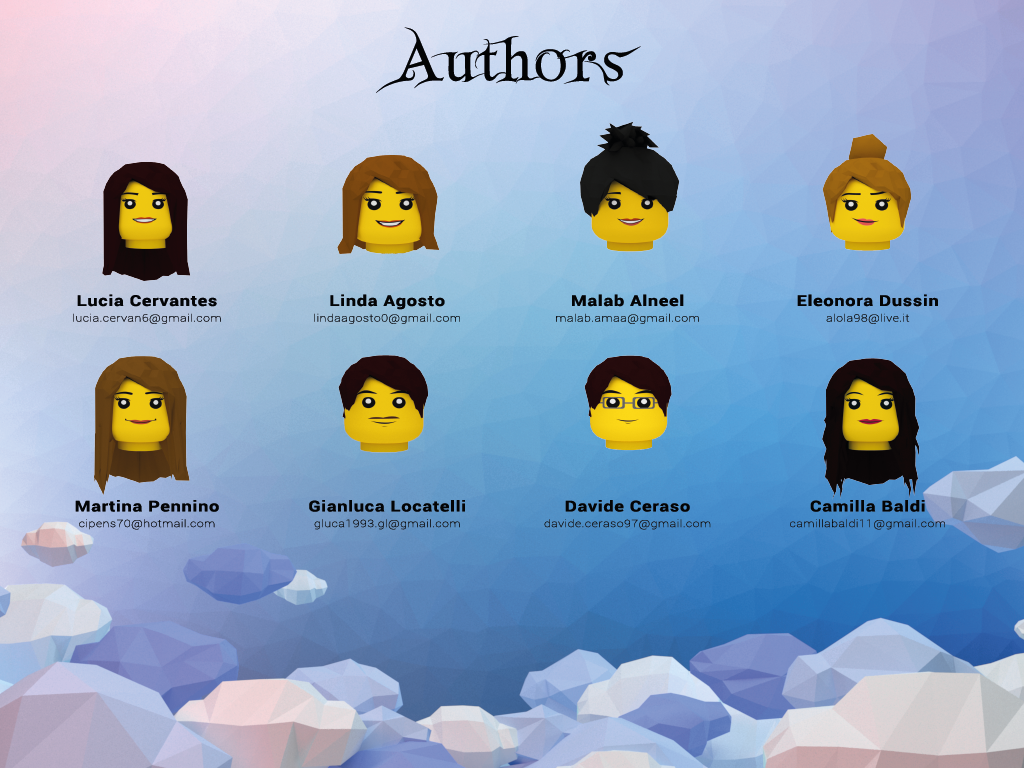 Authors
Lucia Cervantes
lucia.cervan6@gmail.com
Linda Agosto
lindaagosto0@gmail.com
Malab Alneel
malab.amaa@gmail.com
Eleonora Dussin
alola98@live.it
Martina Pennino
cipens70@hotmail.com
Gianluca Locatelli
gluca1993.gl@gmail.com
Davide Ceraso
davide.ceraso97@gmail.com
Camilla Baldi
camillabaldi11@gmail.com